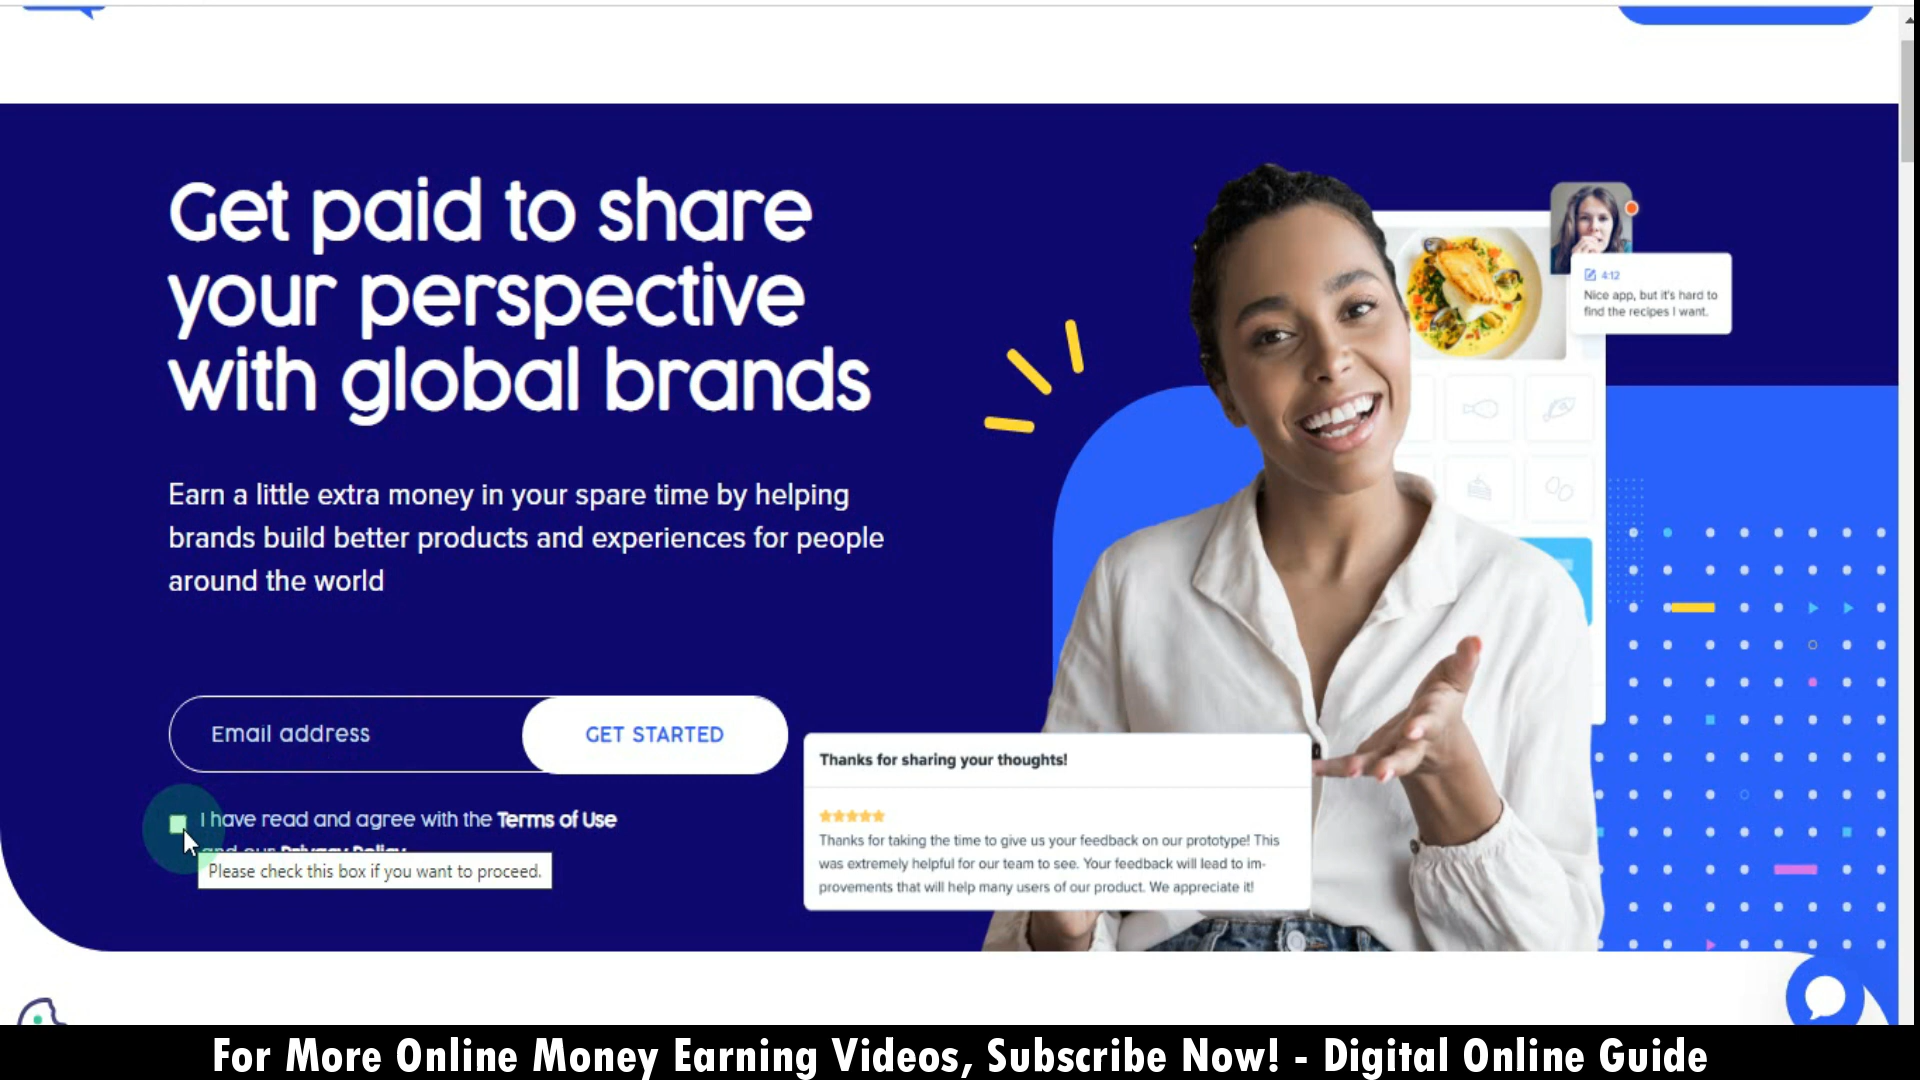 Get paid to share
your perspective
with global brands
Earn a little extra money in your spare time by helping
brands build better products and experiences for people
around the world
Email address
GET STARTED
I have read and agree with the Terms of Use
and our Privacy Policy
Please check this box if you want to proceed.
4:12
Nice app, but it's hard to
find the recipes I want.
Thanks for sharing your thoughts!
Thanks for taking the time to give us your feedback on our prototype! This
was extremely helpful for our team to see. Your feedback will lead to im-
provements that will help many users of our product. We appreciate it!
For More Online Money Earning Videos, Subscribe Now! - Digital Online Guide